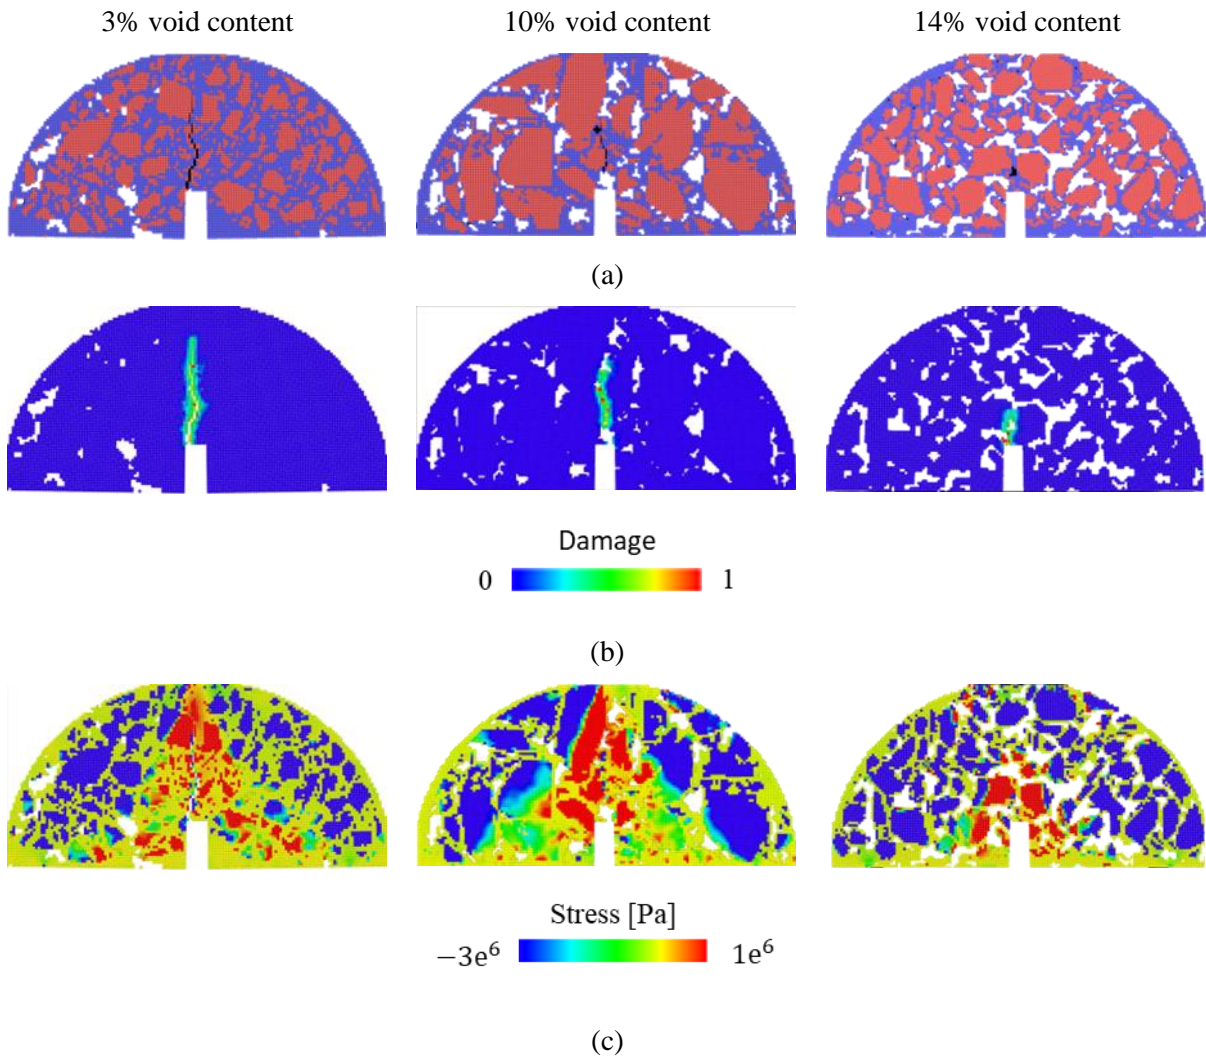 3% void content 10% void content 14% void content
(a)
Damage
0 1
(b)
Stress [Pa]
−3e⁶ 1e⁶
(c)